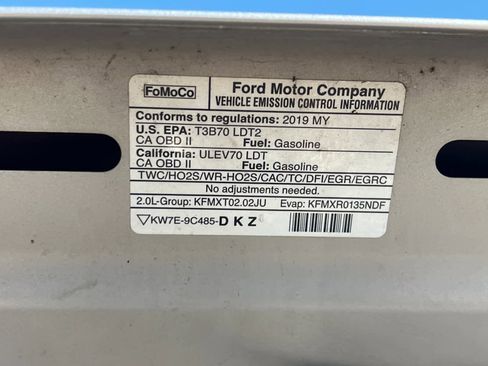 FoMoCo
Ford Motor Company
VEHICLE EMISSION CONTROL INFORMATION
Conforms to regulations: 2019 MY
U.S. EPA: T3B70 LDT2
CA OBD II Fuel: Gasoline
California: ULEV70 LDT
CA OBD II Fuel: Gasoline
TWC/HO2S/WR-HO2S/CAC/TC/DFI/EGR/EGRC
No adjustments needed.
2.0L-Group: KFMXT02.02JU Evap: KFMXR0135NDF
KW7E-9C485-DKZ